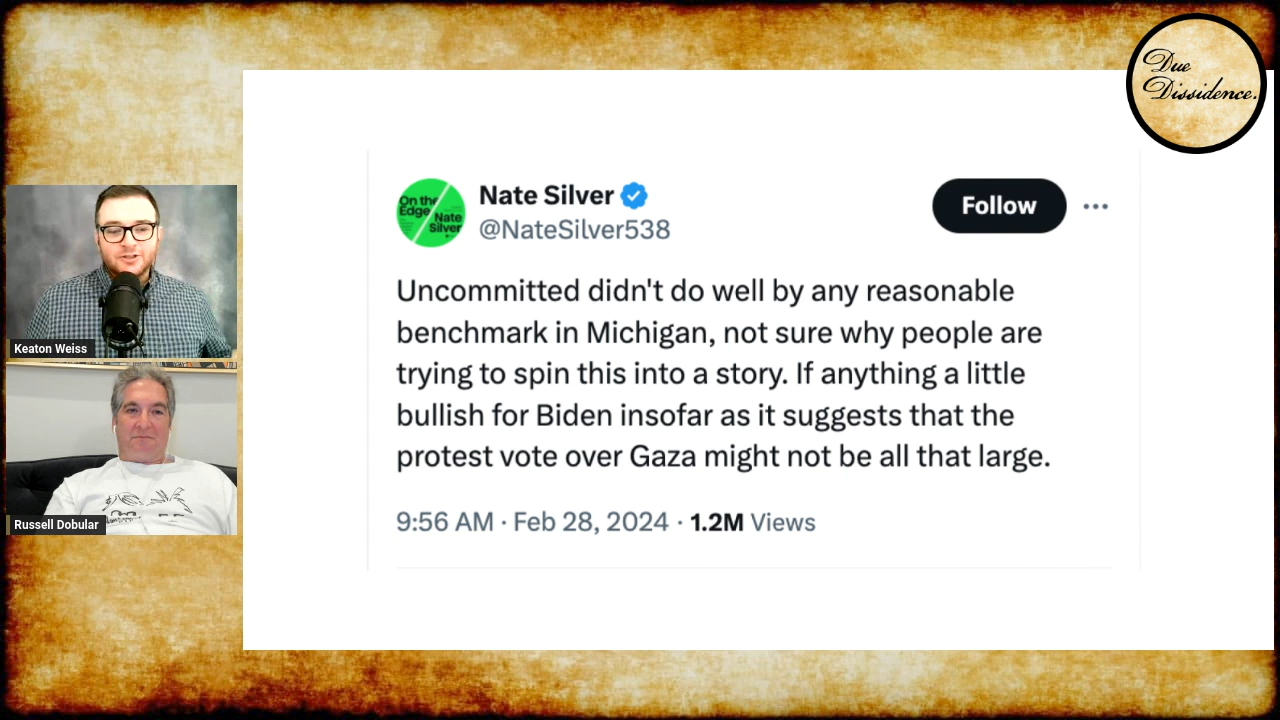 Due
Dissidence.
On the
Edge
Nate
Silver
Nate Silver
@NateSilver538
Follow
Uncommitted didn't do well by any reasonable
benchmark in Michigan, not sure why people are
trying to spin this into a story. If anything a little
bullish for Biden insofar as it suggests that the
protest vote over Gaza might not be all that large.
9:56 AM · Feb 28, 2024 · 1.2M Views
Keaton Weiss
Russell Dobular